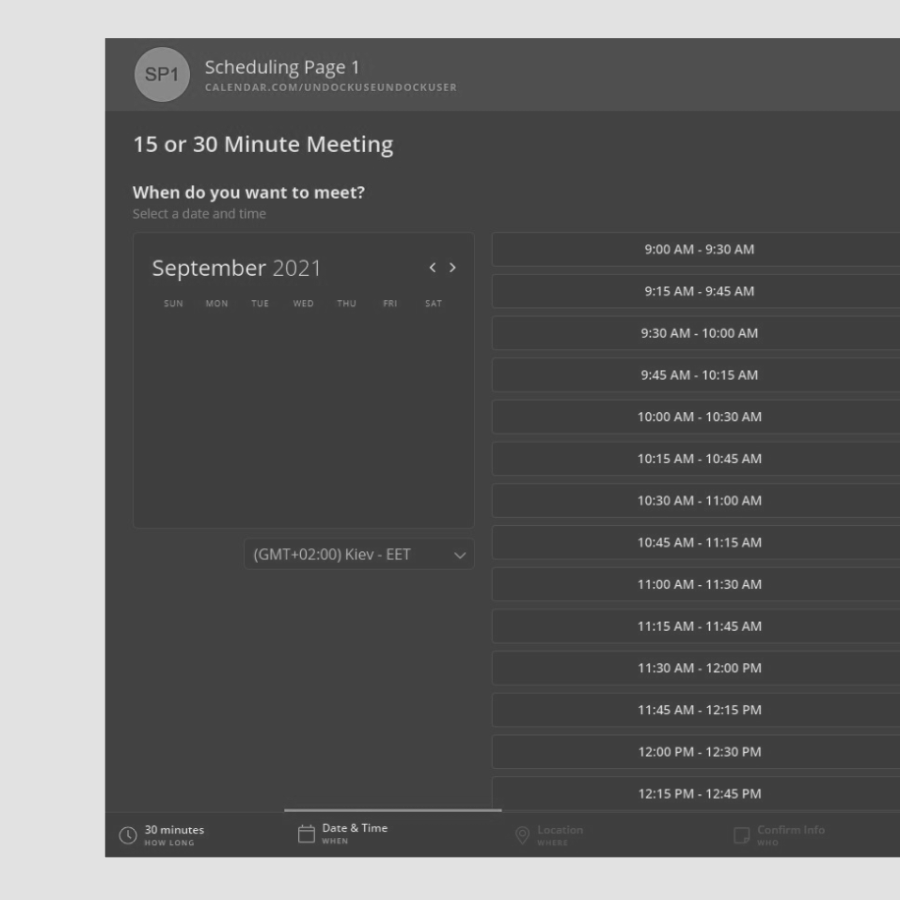 SP1
Scheduling Page 1
CALENDAR.COM/UNDOCKUSEUNDOCKUSER
15 or 30 Minute Meeting
When do you want to meet?
Select a date and time
September 2021
SUN MON TUE WED THU FRI SAT
(GMT+02:00) Kiev - EET
9:00 AM - 9:30 AM
9:15 AM - 9:45 AM
9:30 AM - 10:00 AM
9:45 AM - 10:15 AM
10:00 AM - 10:30 AM
10:15 AM - 10:45 AM
10:30 AM - 11:00 AM
10:45 AM - 11:15 AM
11:00 AM - 11:30 AM
11:15 AM - 11:45 AM
11:30 AM - 12:00 PM
11:45 AM - 12:15 PM
12:00 PM - 12:30 PM
12:15 PM - 12:45 PM
30 minutes
HOW LONG
Date & Time
WHEN
Location
WHERE
Confirm Info
WHO